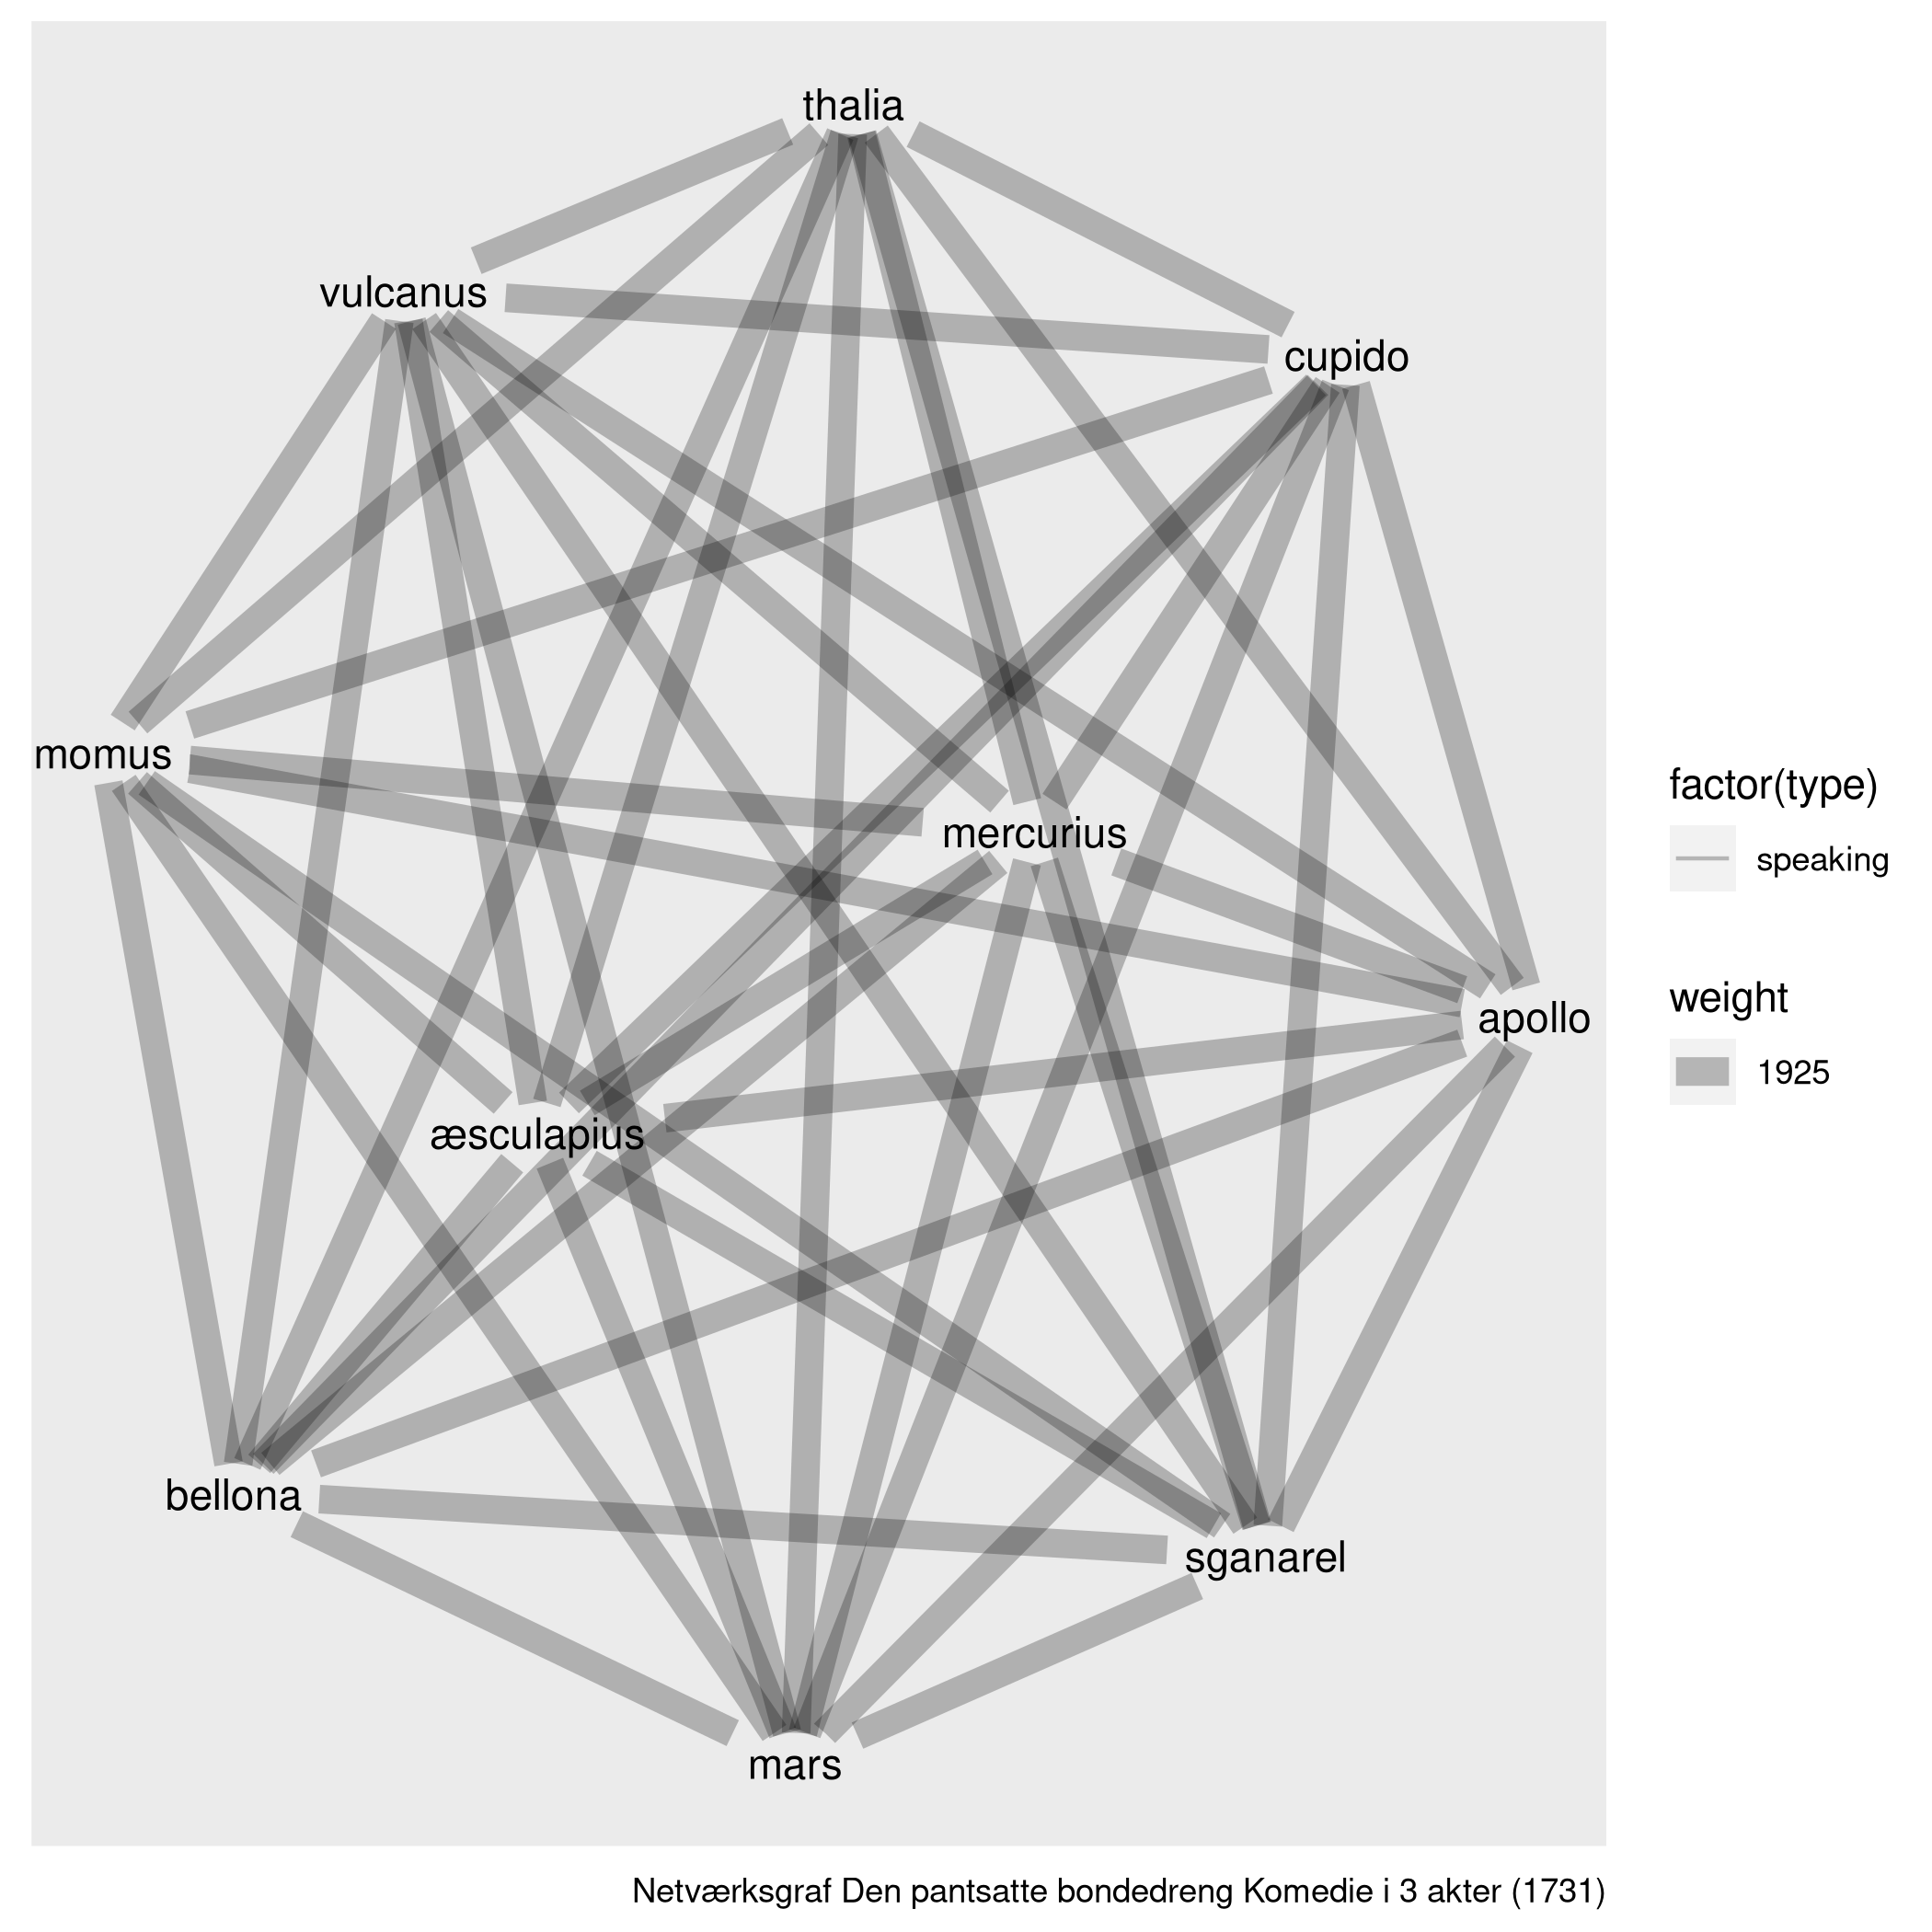 thalia
vulcanus
cupido
momus
mercurius
apollo
æsculapius
bellona
sganarel
mars
factor(type)
speaking
weight
1925
Netværksgraf Den pantsatte bondedreng Komedie i 3 akter (1731)